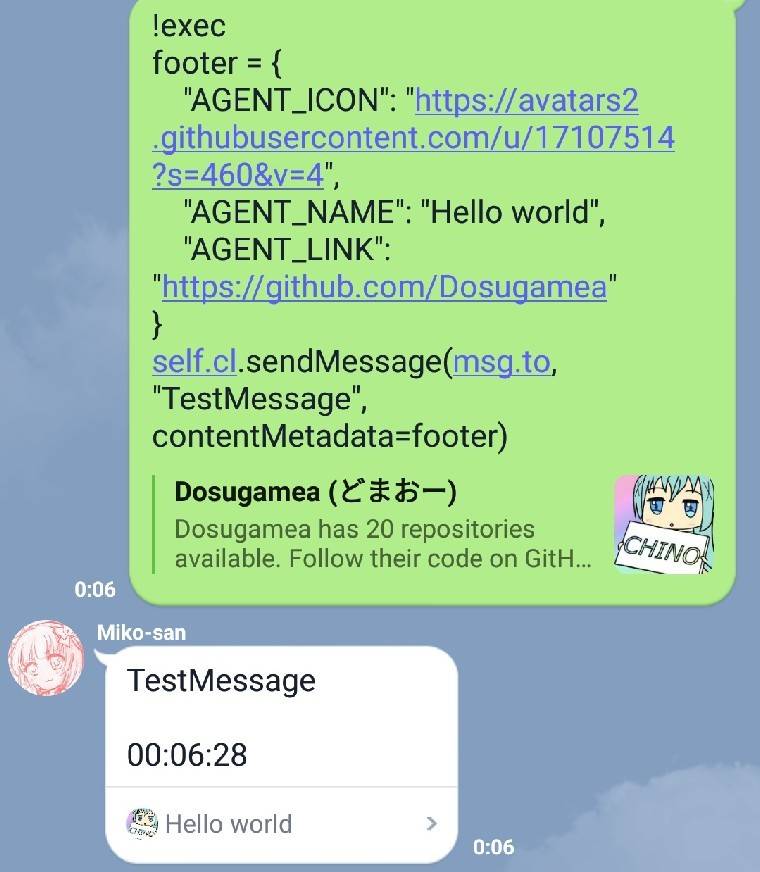 !exec
footer = {
"AGENT_ICON": "https://avatars2
.githubusercontent.com/u/17107514
?s=460&v=4",
"AGENT_NAME": "Hello world",
"AGENT_LINK":
"https://github.com/Dosugamea"
}
self.cl.sendMessage(msg.to,
"TestMessage",
contentMetadata=footer)
Dosugamea (どまおー)
Dosugamea has 20 repositories
available. Follow their code on GitH...
CHINO
0:06
Miko-san
TestMessage
00:06:28
Hello world
0:06